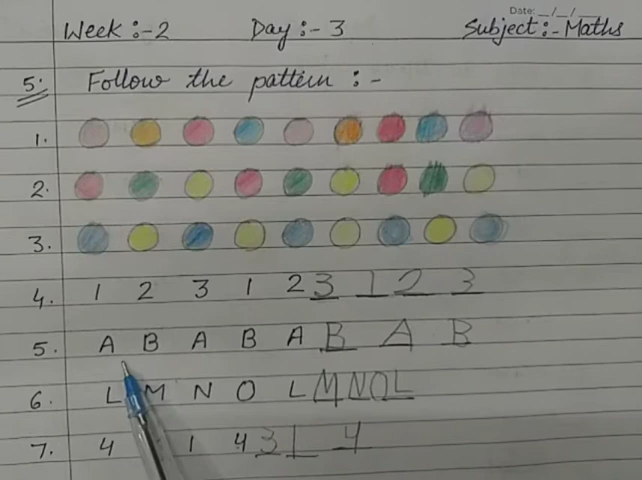 Date: __/__/__
Week :- 2 Day :- 3 Subject :- Maths
5. Follow the pattern :-
1.
2.
3.
4. 1 2 3 1 2 3 1 2 3
5. A B A B A B A B
6. L M N O L M N O L
7. 4 1 4 3 1 4